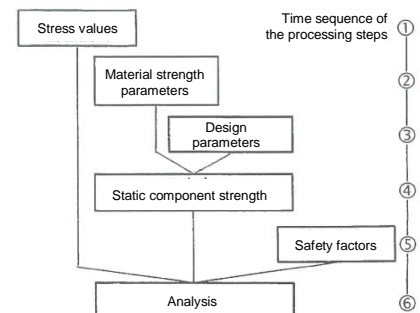 Stress values
Time sequence of
the processing steps
①
Material strength
parameters
②
Design
parameters
③
Static component strength
④
Safety factors
⑤
Analysis
⑥